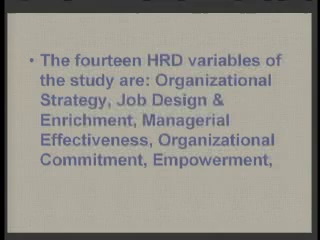 • The fourteen HRD variables of
the study are: Organizational
Strategy, Job Design &
Enrichment, Managerial
Effectiveness, Organizational
Commitment, Empowerment,